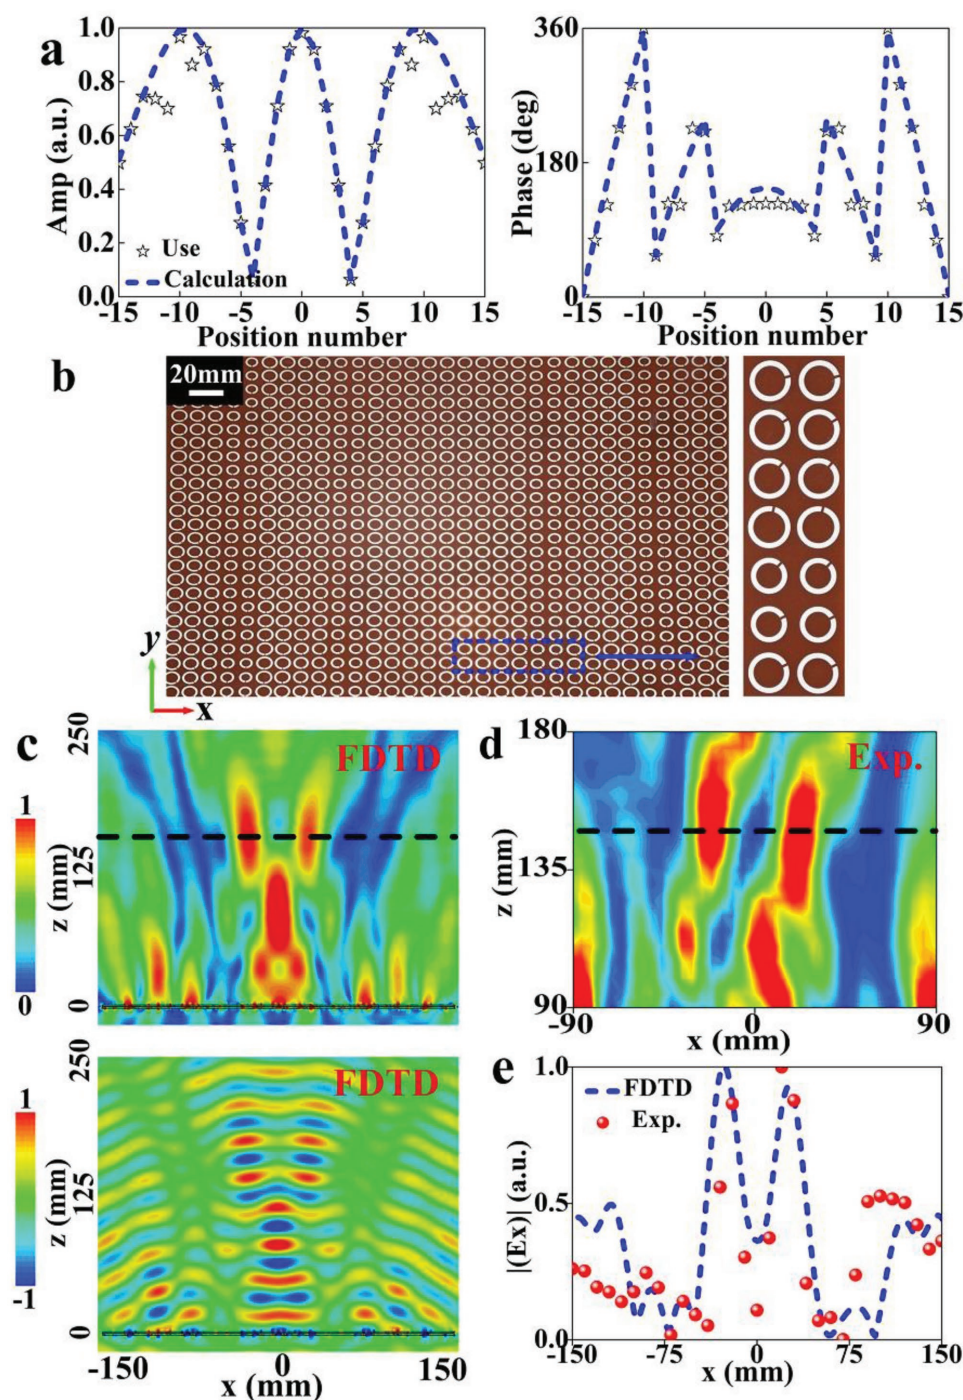 a
Amp (a.u.)
1.0
0.8
0.6
0.4
0.2
0.0
Use
Calculation
-15 -10 -5 0 5 10 15
Position number
Phase (deg)
360
180
0
-15 -10 -5 0 5 10 15
Position number
b
20mm
y
x
c
1
0
z (mm)
250
125
0
FDTD
d
z (mm)
180
135
90
Exp.
-90 0 90
x (mm)
1
-1
z (mm)
250
125
0
FDTD
-150 0 150
x (mm)
e
|(Ex)| (a.u.)
1.0
0.5
0.0
FDTD
Exp.
-150 -75 0 75 150
x (mm)